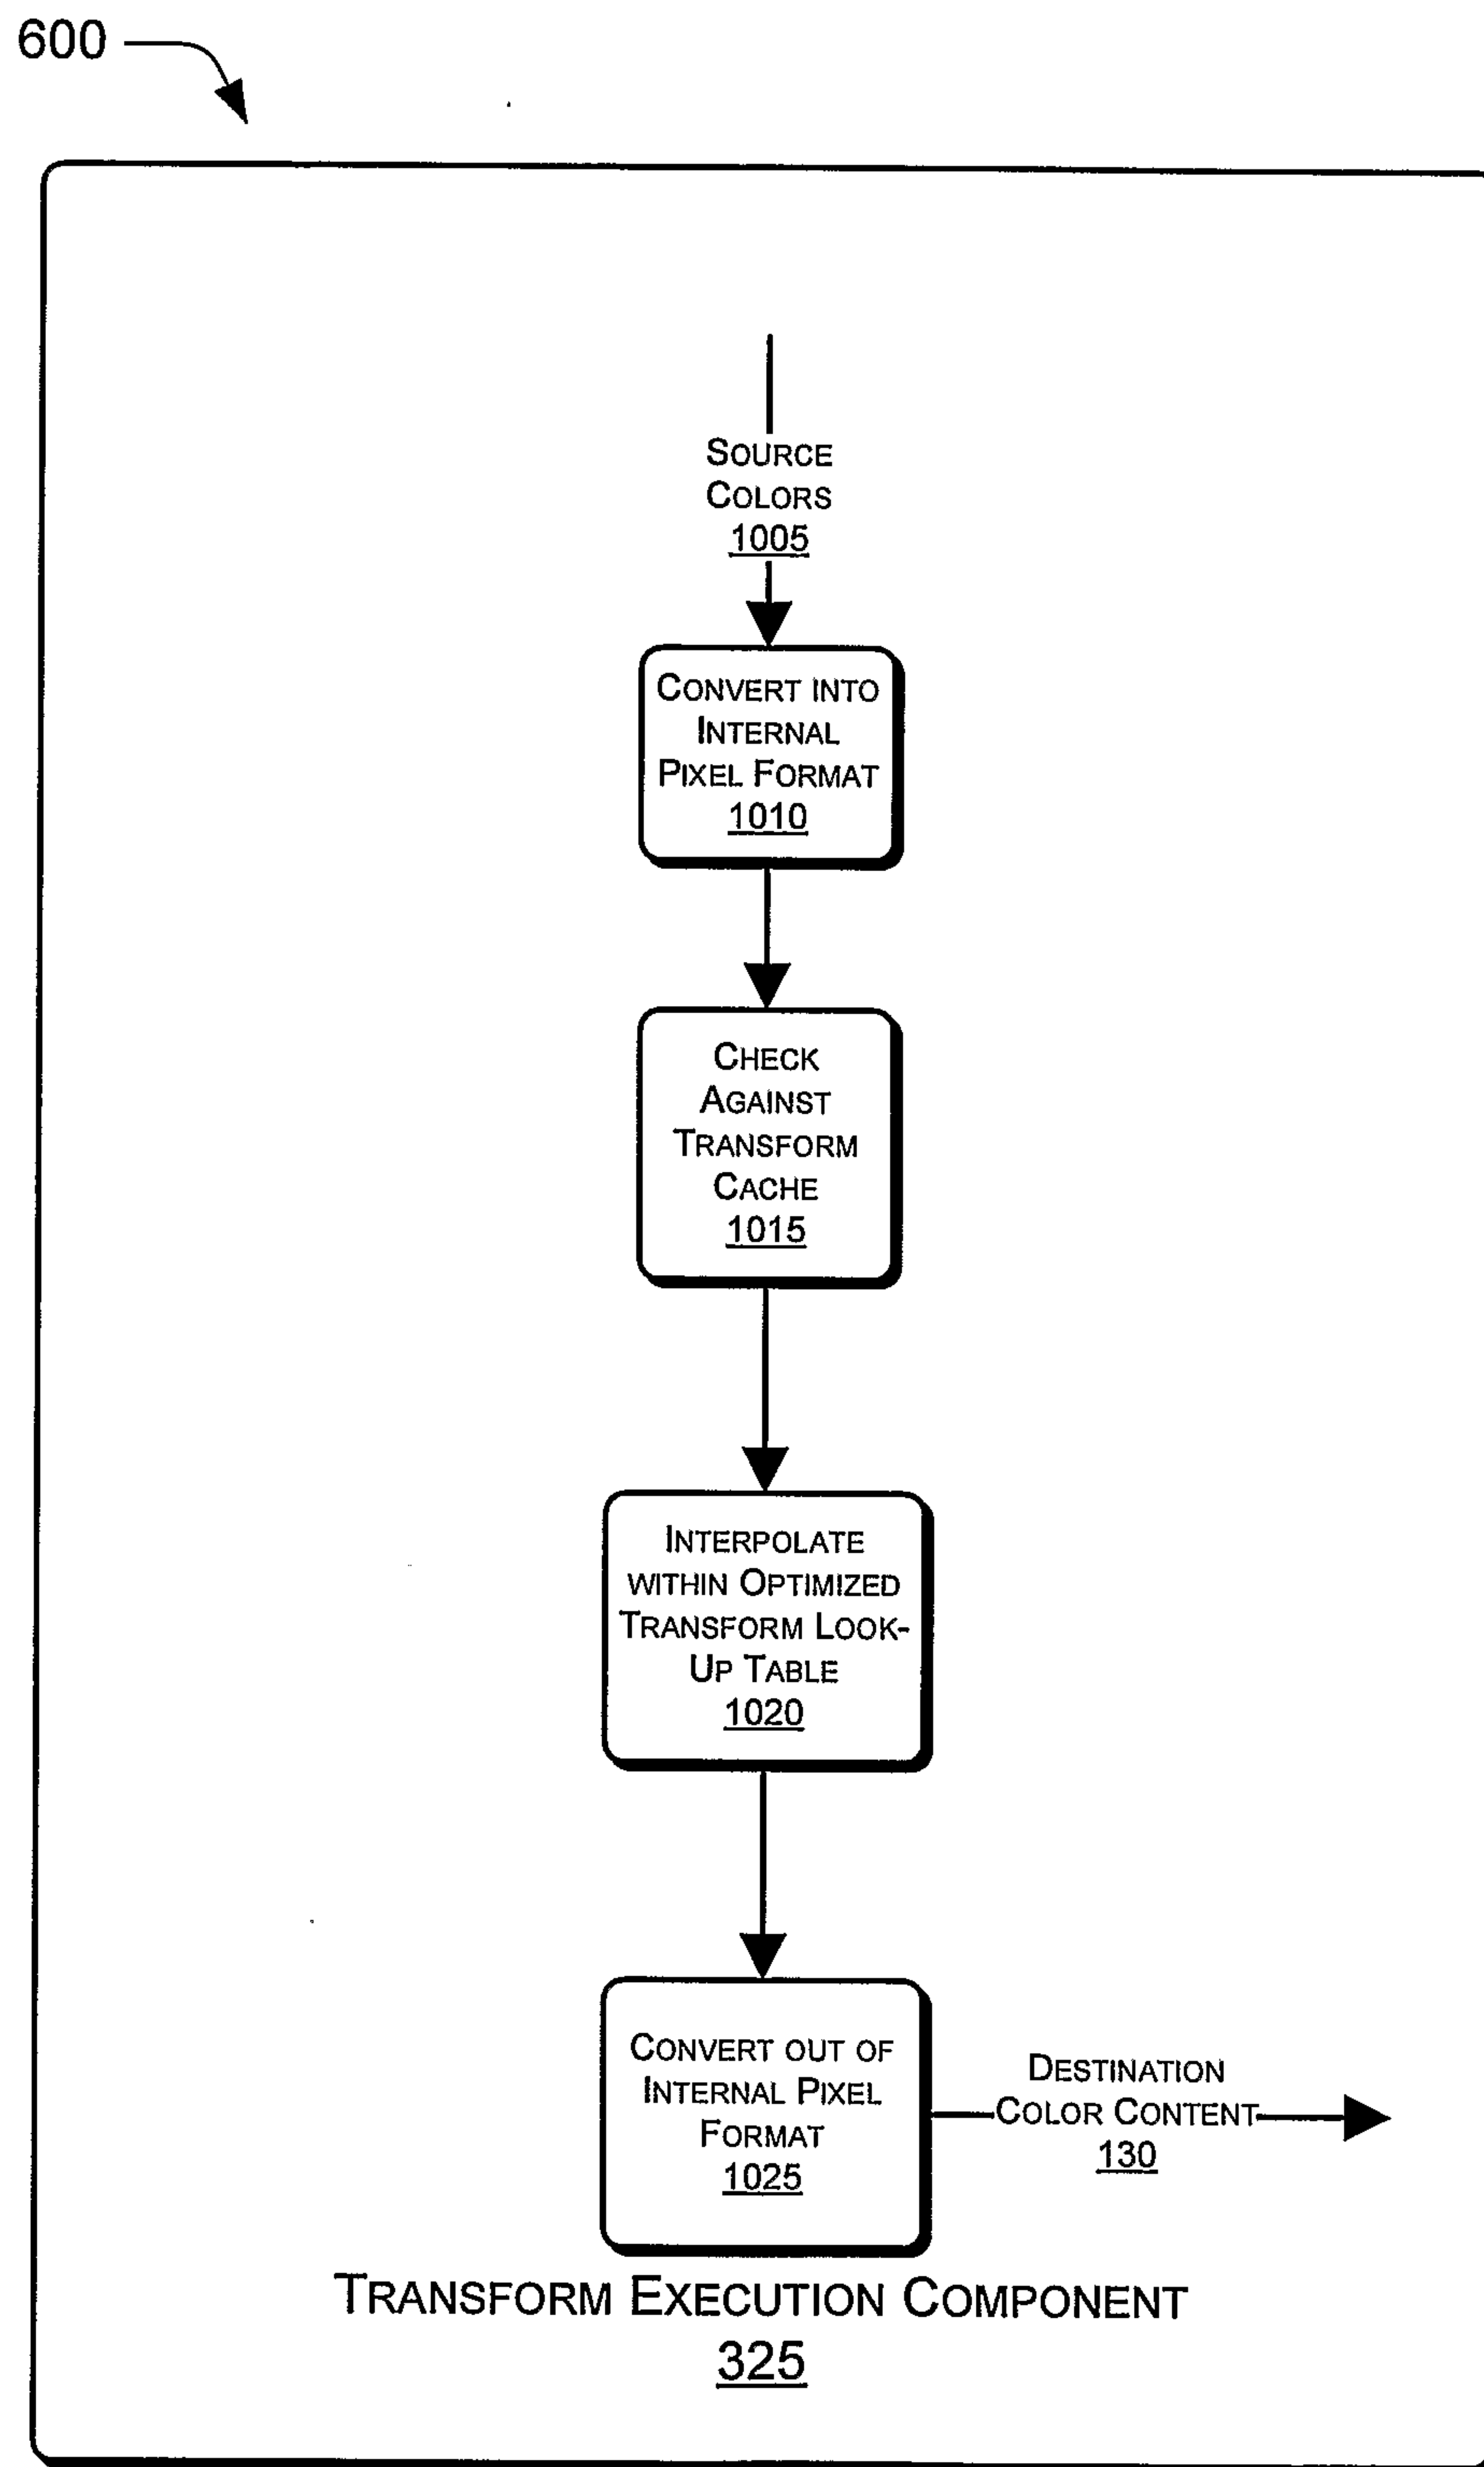 600
SOURCE
COLORS
1005
CONVERT INTO
INTERNAL
PIXEL FORMAT
1010
CHECK
AGAINST
TRANSFORM
CACHE
1015
INTERPOLATE
WITHIN OPTIMIZED
TRANSFORM LOOK-
UP TABLE
1020
CONVERT OUT OF
INTERNAL PIXEL
FORMAT
1025
DESTINATION
COLOR CONTENT
130
TRANSFORM EXECUTION COMPONENT
325